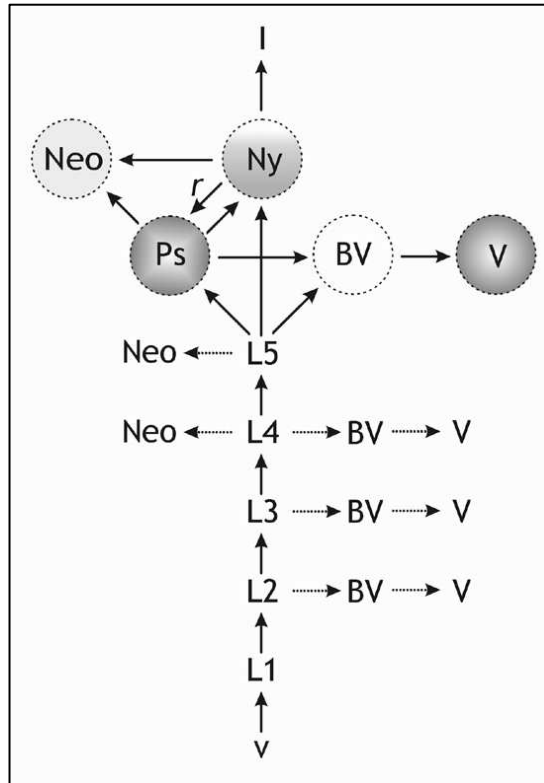 I
Neo Ny
r
Ps BV V
Neo L5
Neo L4 BV V
L3 BV V
L2 BV V
L1
v